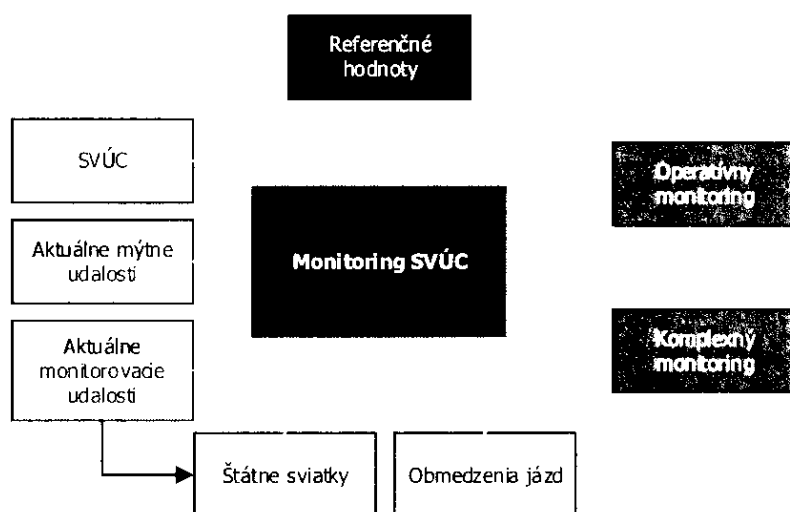 Referenčné
hodnoty
SVÚC
Operatívny
monitoring
Aktuálne mýtne
udalosti
Monitoring SVÚC
Aktuálne
monitorovacie
udalosti
Komplexný
monitoring
Štátne sviatky
Obmedzenia jázd